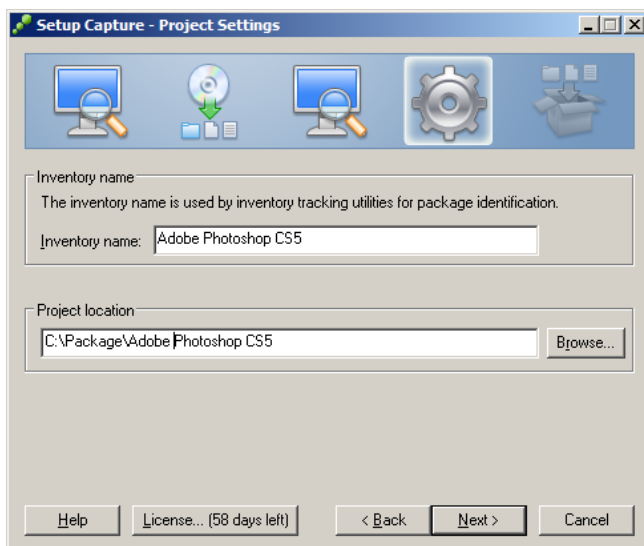 Setup Capture - Project Settings
Inventory name
The inventory name is used by inventory tracking utilities for package identification.
Inventory name: Adobe Photoshop CS5
Project location
C:\Package\Adobe Photoshop CS5 Browse...
Help License... (58 days left) < Back Next > Cancel